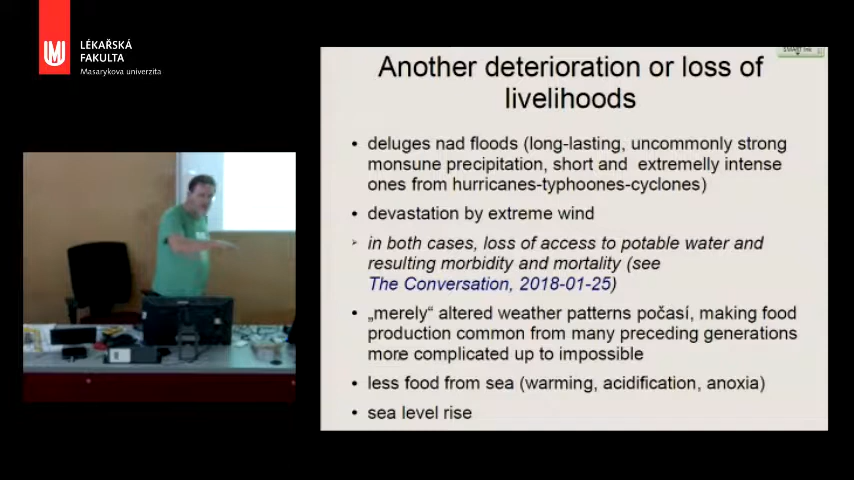 LÉKAŘSKÁ
FAKULTA
Masarykova univerzita
Another deterioration or loss of
livelihoods
• deluges nad floods (long-lasting, uncommonly strong
monsune precipitation, short and extremelly intense
ones from hurricanes-typhoones-cyclones)
• devastation by extreme wind
➢ in both cases, loss of access to potable water and
resulting morbidity and mortality (see
The Conversation, 2018-01-25)
• „merely“ altered weather patterns počasí, making food
production common from many preceding generations
more complicated up to impossible
• less food from sea (warming, acidification, anoxia)
• sea level rise